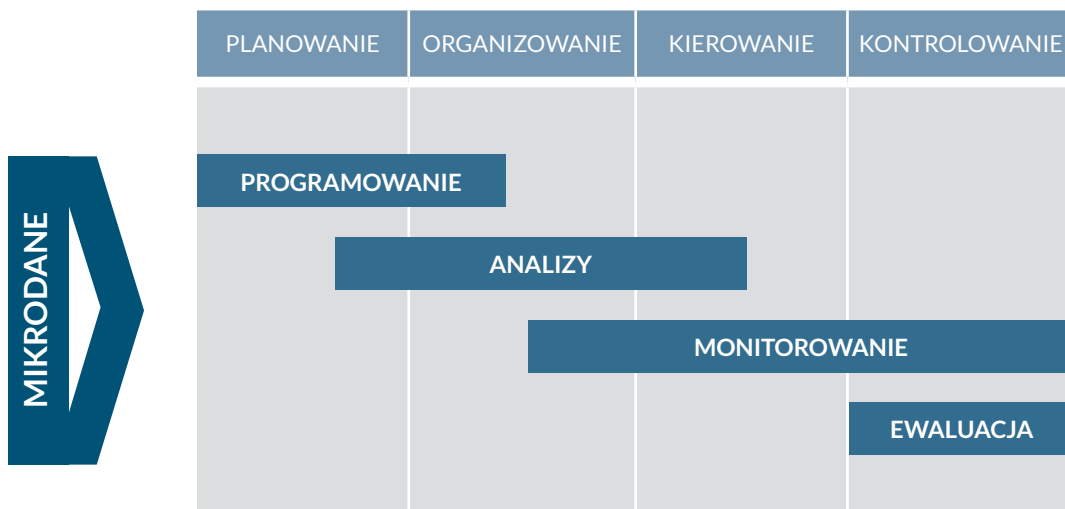 PLANOWANIE
ORGANIZOWANIE
KIEROWANIE
KONTROLOWANIE
MIKRODANE
PROGRAMOWANIE
ANALIZY
MONITOROWANIE
EWALUACJA